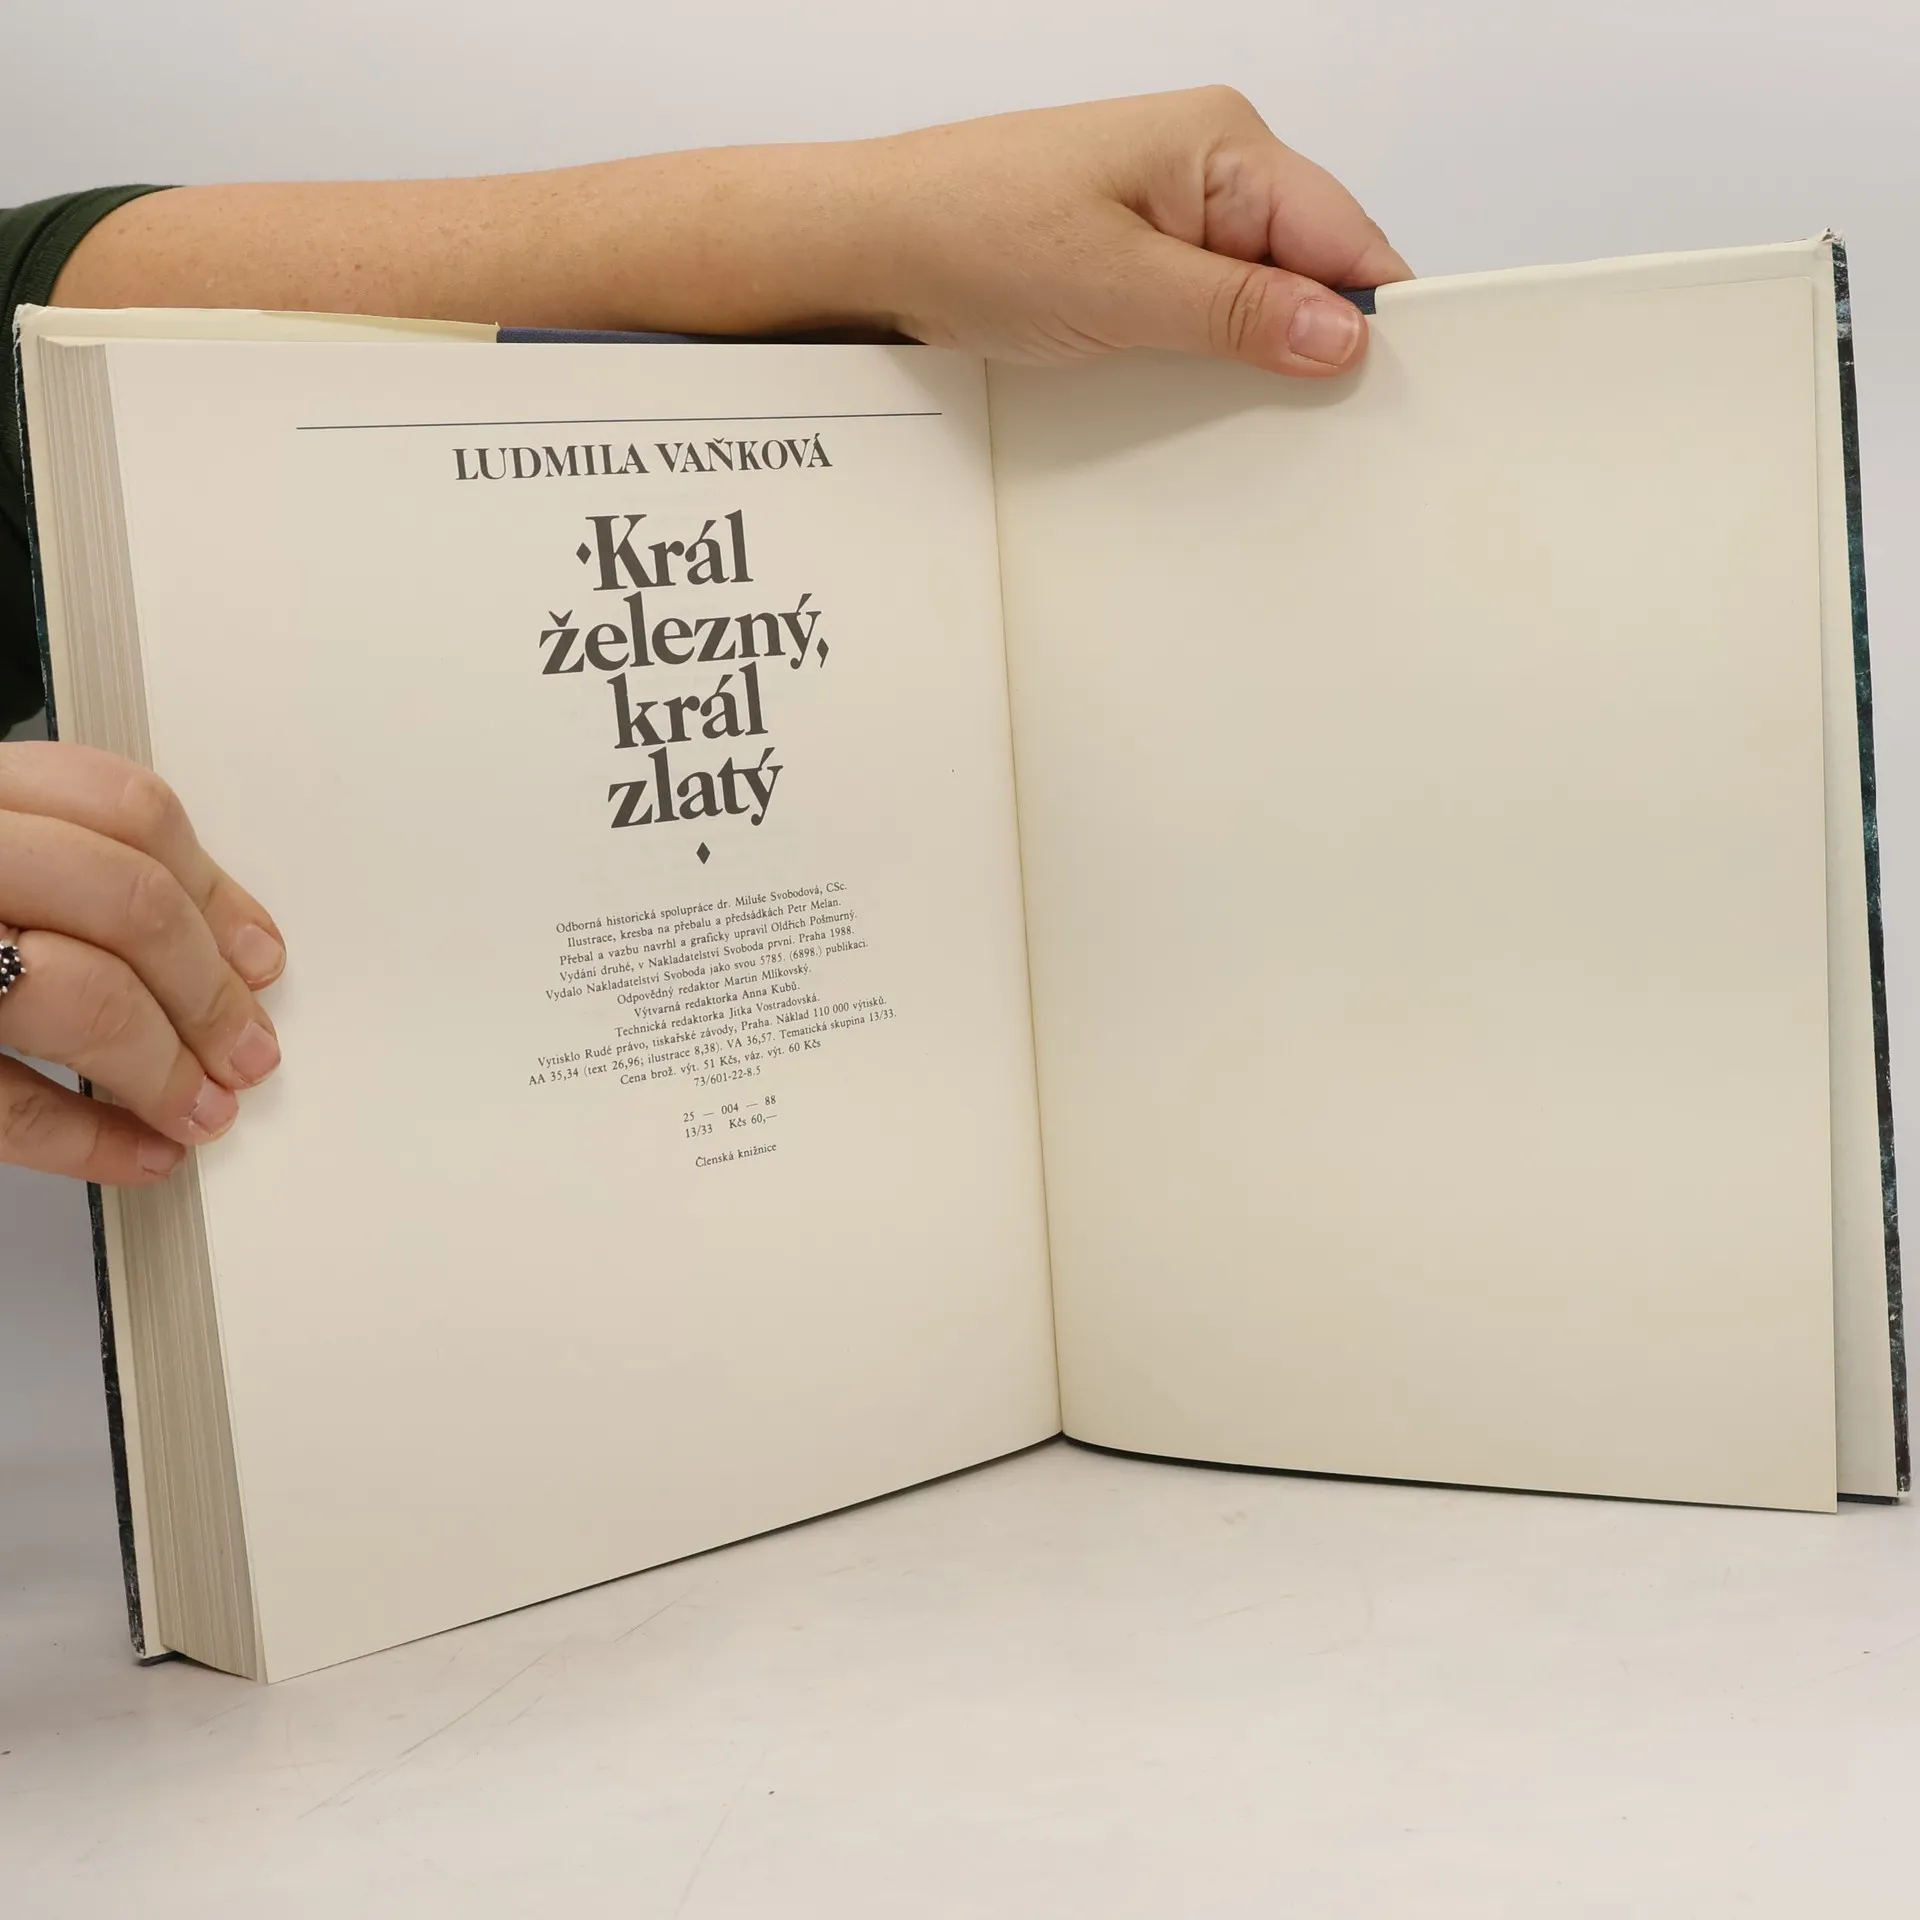 LUDMILA VAŇKOVÁ
Král
železný,
král
zlatý
Odborná historická spolupráce dr. Miluše Svobodová, CSc.
Ilustrace, kresba na přebalu a předsádkách Petr Melan.
Přebal a vazbu navrhl a graficky upravil Oldřich Pošmurný.
Vydání druhé, v Nakladatelství Svoboda první. Praha 1988.
Vydalo Nakladatelství Svoboda jako svou 5785. (6898.) publikaci.
Odpovědný redaktor Martin Mlíkovský.
Výtvarná redaktorka Anna Kubů.
Technická redaktorka Jitka Vostradovská.
Vytisklo Rudé právo, tiskařské závody, Praha. Náklad 110 000 výtisků.
AA 35,34 (text 26,96; ilustrace 8,38). VA 36,57. Tematická skupina 13/33.
Cena brož. výt. 51 Kčs, váz. výt. 60 Kčs
73/601-22-8.5
25 — 004 — 88
13/33 Kčs 60,—
Členská knižnice